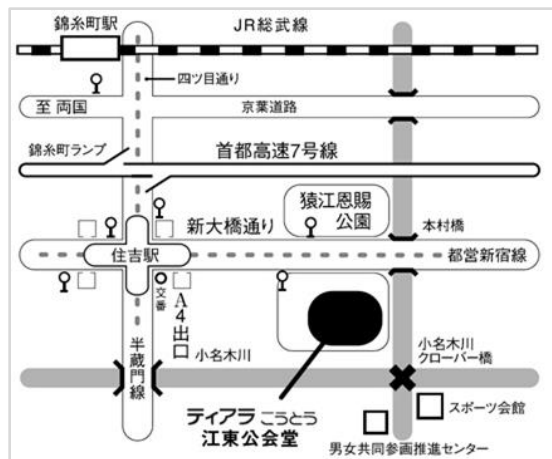 錦糸町駅
JR総武線
四ツ目通り
至 両国
京葉道路
錦糸町ランプ
首都高速7号線
猿江恩賜
公園
新大橋通り
本村橋
住吉駅
都営新宿線
交番
A4出口
半蔵門線
小名木川
小名木川
クローバー橋
ティアラこうとう
江東公会堂
スポーツ会館
男女共同参画推進センター